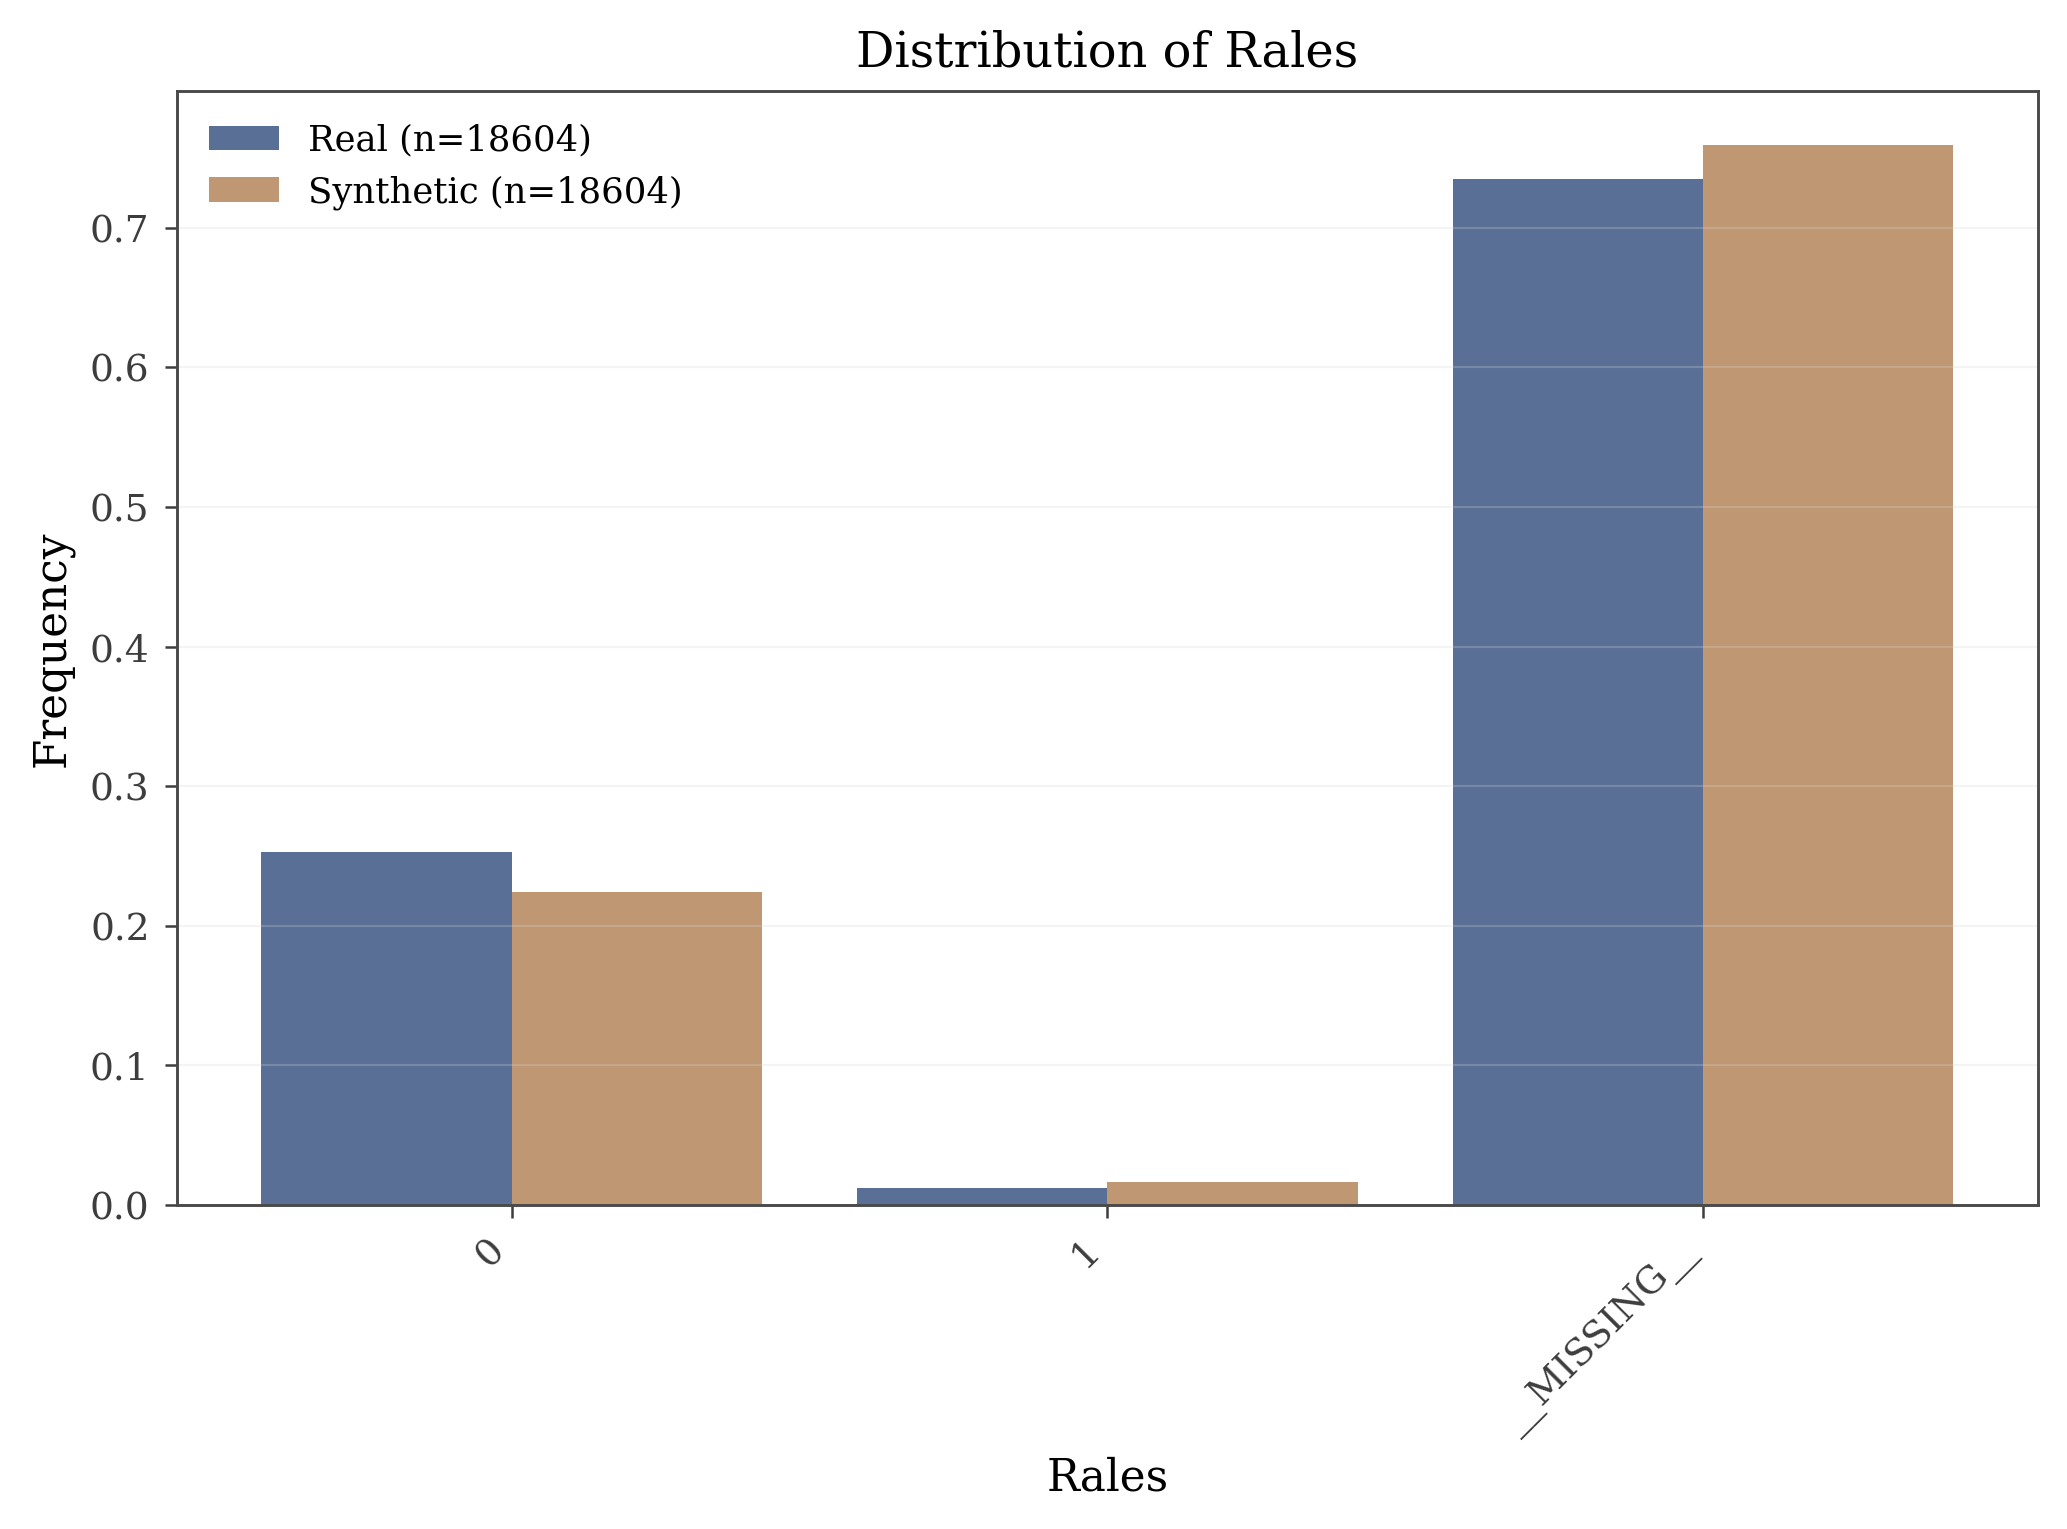 Distribution of Rales
Real (n=18604)
Synthetic (n=18604)
Frequency
0.7
0.6
0.5
0.4
0.3
0.2
0.1
0.0
0
1
__MISSING__
Rales